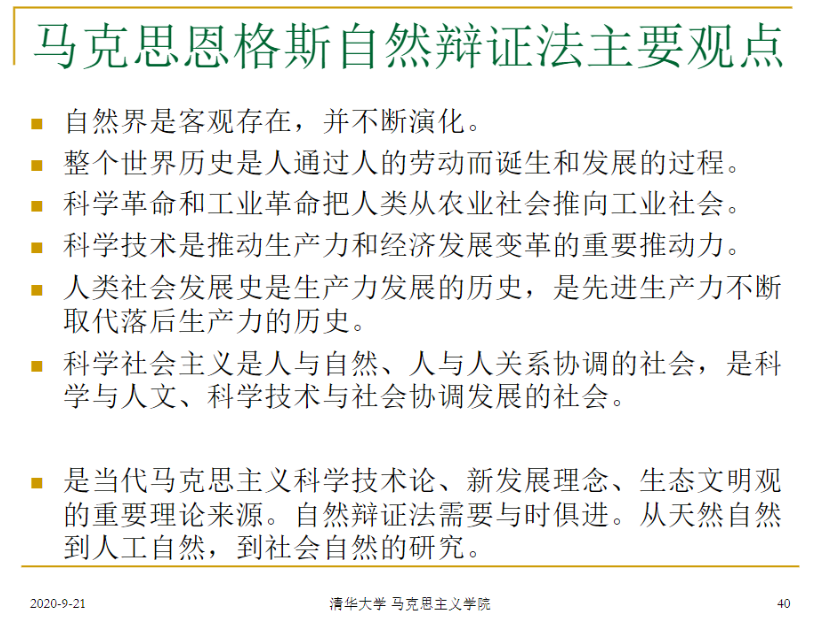 马克思恩格斯自然辩证法主要观点
自然界是客观存在，并不断演化。
整个世界历史是人通过人的劳动而诞生和发展的过程。
科学革命和工业革命把人类从农业社会推向工业社会。
科学技术是推动生产力和经济发展变革的重要推动力。
人类社会发展史是生产力发展的历史，是先进生产力不断
取代落后生产力的历史。
科学社会主义是人与自然、人与人关系协调的社会，是科
学与人文、科学技术与社会协调发展的社会。
是当代马克思主义科学技术论、新发展理念、生态文明观
的重要理论来源。自然辩证法需要与时俱进。从天然自然
到人工自然，到社会自然的研究。
2020-9-21 清华大学 马克思主义学院 40